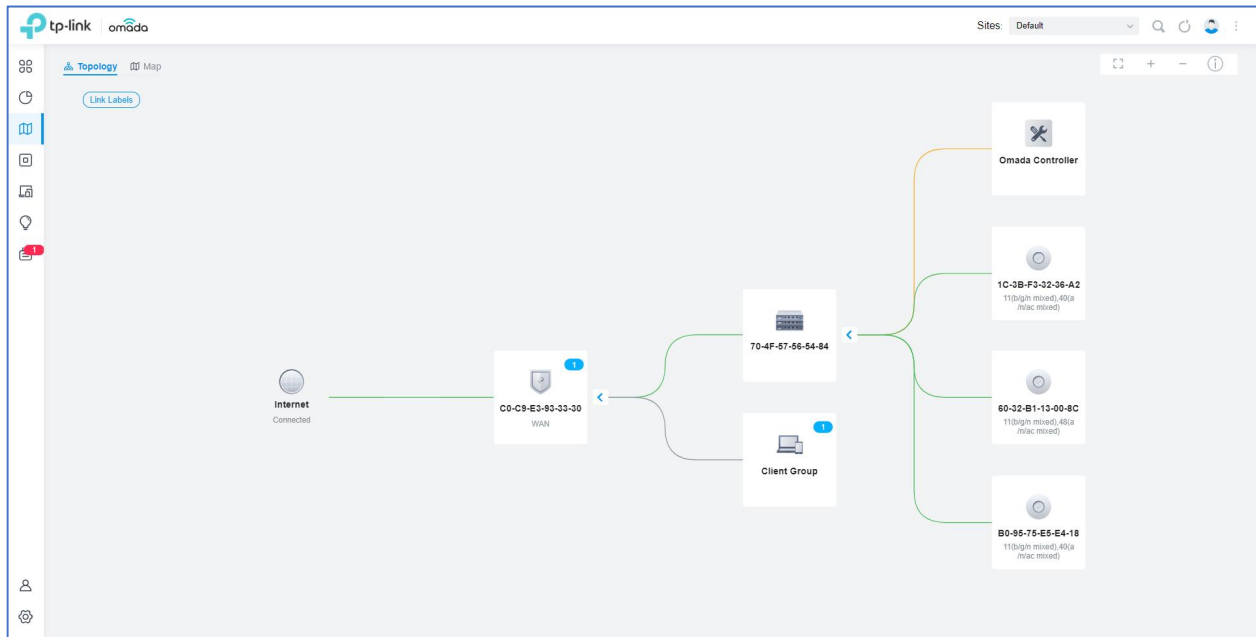 tp-link omada
Sites: Default
Topology Map
Link Labels
1
Omada Controller
1C-3B-F3-32-36-A2
11(b/g/n mixed),40(a
/n/ac mixed)
70-4F-57-56-54-84
1
C0-C9-E3-93-33-30
WAN
Internet
Connected
60-32-B1-13-00-8C
11(b/g/n mixed),48(a
/n/ac mixed)
1
Client Group
B0-95-75-E5-E4-18
11(b/g/n mixed),40(a
/n/ac mixed)